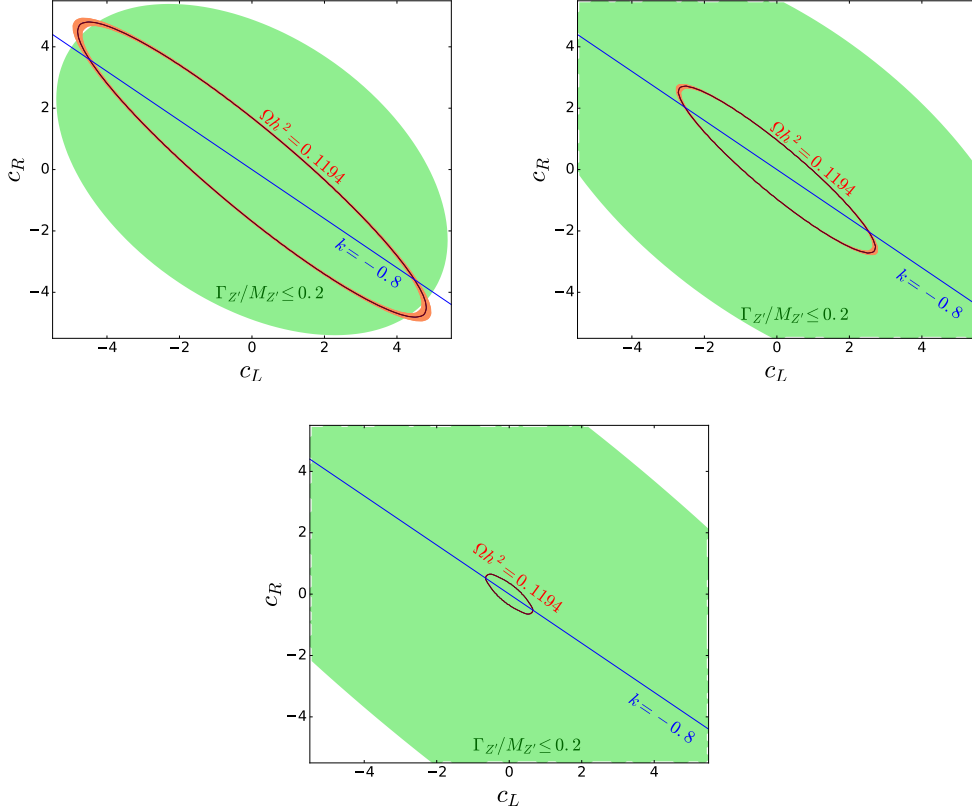 4
2
0
−2
−4
c_R
Ωh² = 0.1194
k = −0.8
Γ_Z′/M_Z′ ≤ 0.2
−4
−2
0
2
4
c_L
4
2
0
−2
−4
c_R
Ωh² = 0.1194
k = −0.8
Γ_Z′/M_Z′ ≤ 0.2
−4
−2
0
2
4
c_L
4
2
0
−2
−4
c_R
Ωh² = 0.1194
k = −0.8
Γ_Z′/M_Z′ ≤ 0.2
−4
−2
0
2
4
c_L